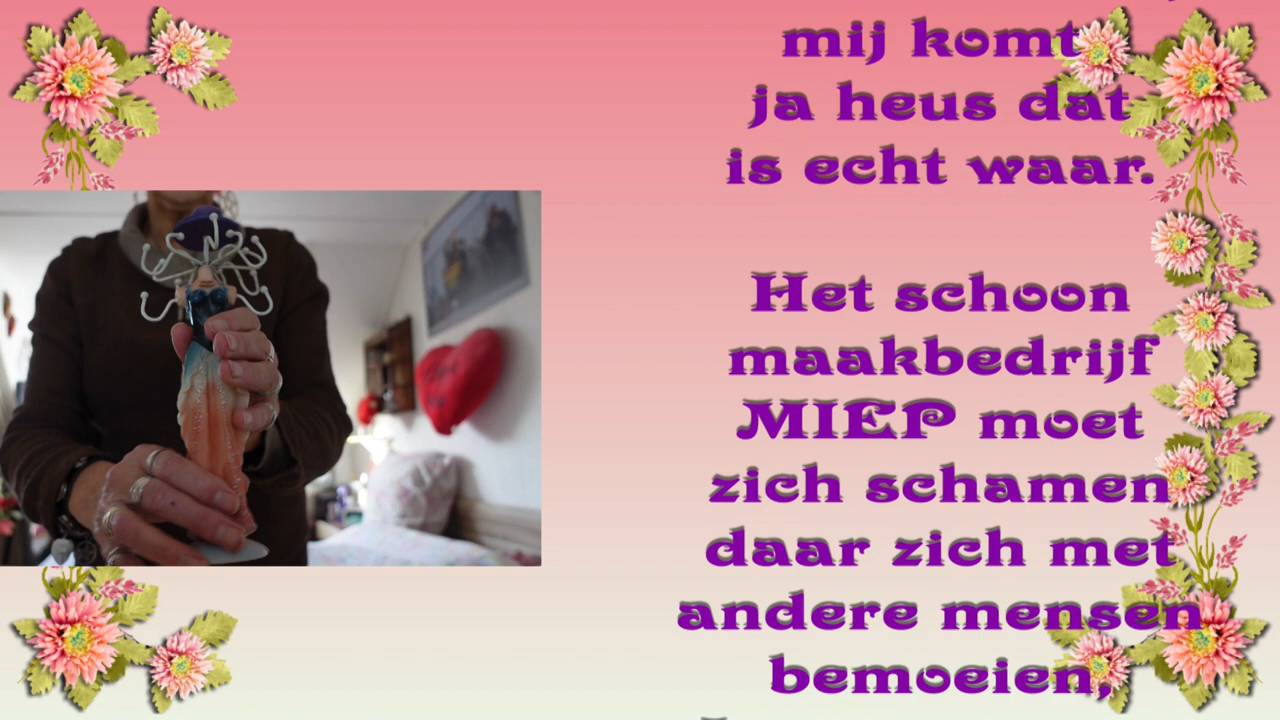 mij komt
ja heus dat
is echt waar.
Het schoon
maakbedrijf
MIEP moet
zich schamen
daar zich met
andere mensen
bemoeien,